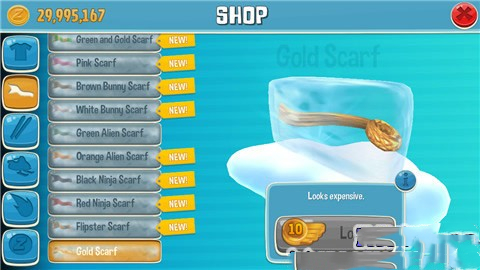 29,995,167
SHOP
Green and Gold Scarf
NEW!
Pink Scarf
NEW!
Brown Bunny Scarf
NEW!
White Bunny Scarf
NEW!
Green Alien Scarf
Orange Alien Scarf
NEW!
Black Ninja Scarf
NEW!
Red Ninja Scarf
NEW!
Flipster Scarf
NEW!
Gold Scarf
Gold Scarf
Looks expensive.
10